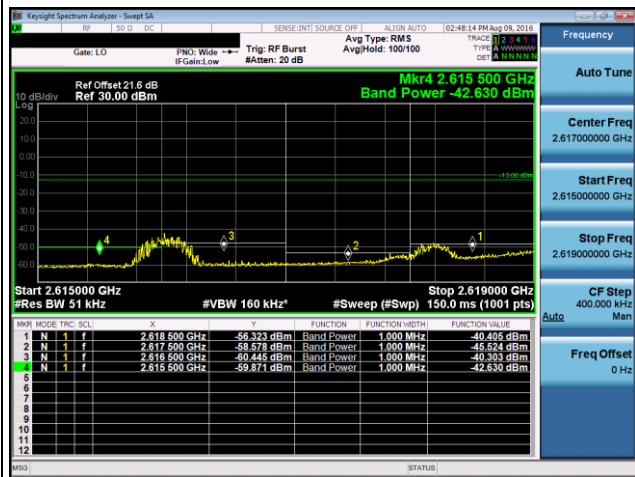 Keysight Spectrum Analyzer - Swept SA
RF 50 Ω DC SENSE:INT SOURCE OFF ALIGN AUTO 02:48:14 PM Aug 09, 2016
Gate: LO
PNO: Wide
IFGain:Low
Trig: RF Burst
#Atten: 20 dB
Avg Type: RMS
Avg|Hold: 100/100
TRACE 1 2 3 4 5 6
TYPE A WWWWW
DET A NNNNN
Frequency
Auto Tune
Center Freq
2.617000000 GHz
Start Freq
2.615000000 GHz
Stop Freq
2.619000000 GHz
CF Step
400.000 kHz
Auto Man
Freq Offset
0 Hz
10 dB/div
Log
Ref Offset 21.6 dB
Ref 30.00 dBm
Mkr4 2.615 500 GHz
Band Power -42.630 dBm
20.0
10.0
0.00
-10.0
-13.00 dBm
-20.0
-30.0
-40.0
-50.0
-60.0
4
3
2
1
Start 2.615000 GHz Stop 2.619000 GHz
#Res BW 51 kHz #VBW 160 kHz* #Sweep (#Swp) 150.0 ms (1001 pts)
MKR MODE TRC SCL X Y FUNCTION FUNCTION WIDTH FUNCTION VALUE
1 N 1 f 2.618 500 GHz -56.323 dBm Band Power 1.000 MHz -40.405 dBm
2 N 1 f 2.617 500 GHz -58.578 dBm Band Power 1.000 MHz -45.524 dBm
3 N 1 f 2.616 500 GHz -60.445 dBm Band Power 1.000 MHz -40.303 dBm
4 N 1 f 2.615 500 GHz -59.871 dBm Band Power 1.000 MHz -42.630 dBm
5
6
7
8
9
10
11
12
MSG STATUS